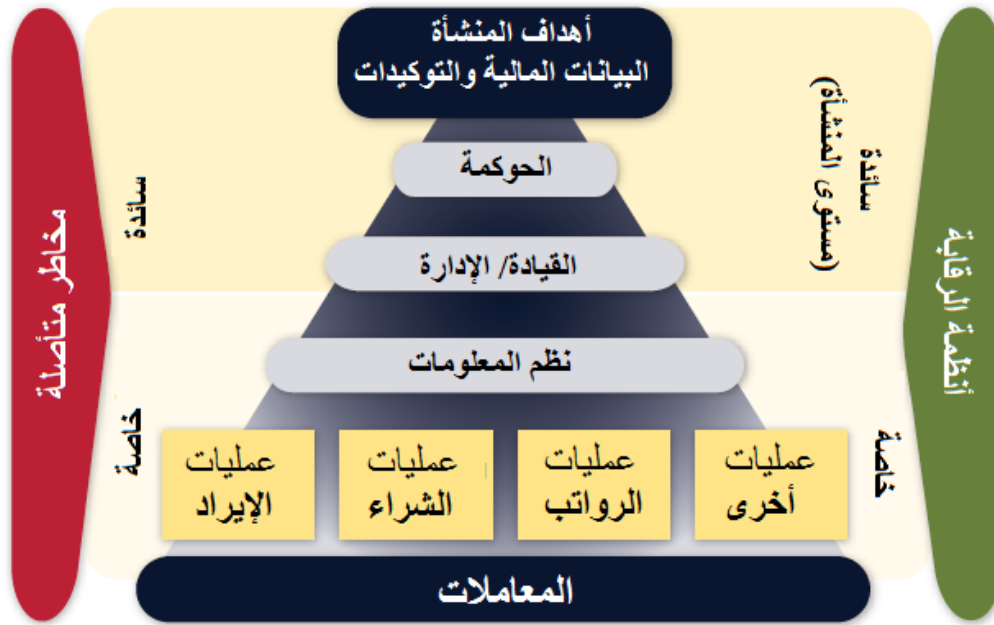 أهداف المنشأة
البيانات المالية والتوكيدات
سائدة
(مستوى المنشأة)
سائدة
الحوكمة
القيادة/ الإدارة
أنظمة الرقابة
مخاطر متأصلة
نظم المعلومات
خاصة
خاصة
عمليات
أخرى
عمليات
الرواتب
عمليات
الشراء
عمليات
الإيراد
المعاملات